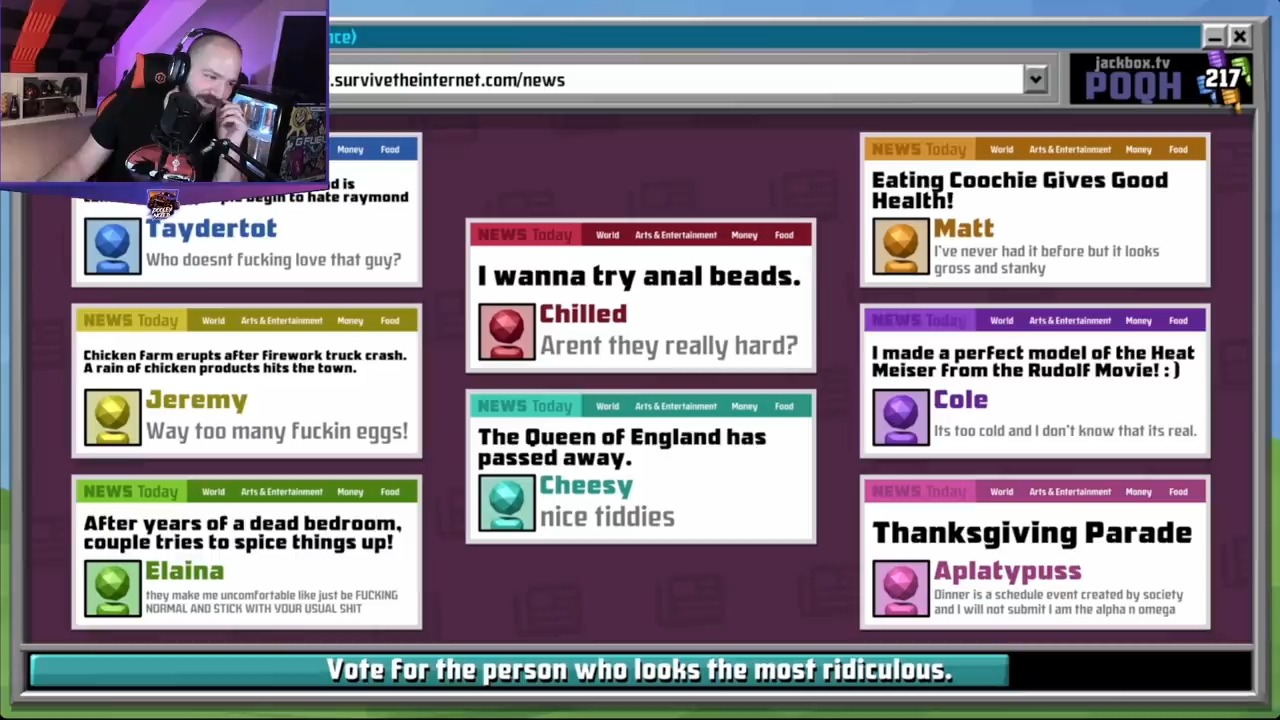 nce)
.survivetheinternet.com/news
jackbox.tv
POQH
217
Money Food
d is
begin to hate raymond
Taydertot
Who doesnt fucking love that guy?
NEWS Today World Arts & Entertainment Money Food
Chicken farm erupts after firework truck crash.
A rain of chicken products hits the town.
Jeremy
Way too many fuckin eggs!
NEWS Today World Arts & Entertainment Money Food
After years of a dead bedroom,
couple tries to spice things up!
Elaina
they make me uncomfortable like just be FUCKING
NORMAL AND STICK WITH YOUR USUAL SHIT
NEWS Today World Arts & Entertainment Money Food
I wanna try anal beads.
Chilled
Arent they really hard?
NEWS Today World Arts & Entertainment Money Food
The Queen of England has
passed away.
Cheesy
nice tiddies
NEWS Today World Arts & Entertainment Money Food
Eating Coochie Gives Good
Health!
Matt
I've never had it before but it looks
gross and stanky
NEWS Today World Arts & Entertainment Money Food
I made a perfect model of the Heat
Meiser from the Rudolf Movie! : )
Cole
Its too cold and I don't know that its real.
NEWS Today World Arts & Entertainment Money Food
Thanksgiving Parade
Aplatypuss
Dinner is a schedule event created by society
and I will not submit I am the alpha n omega
Vote for the person who looks the most ridiculous.